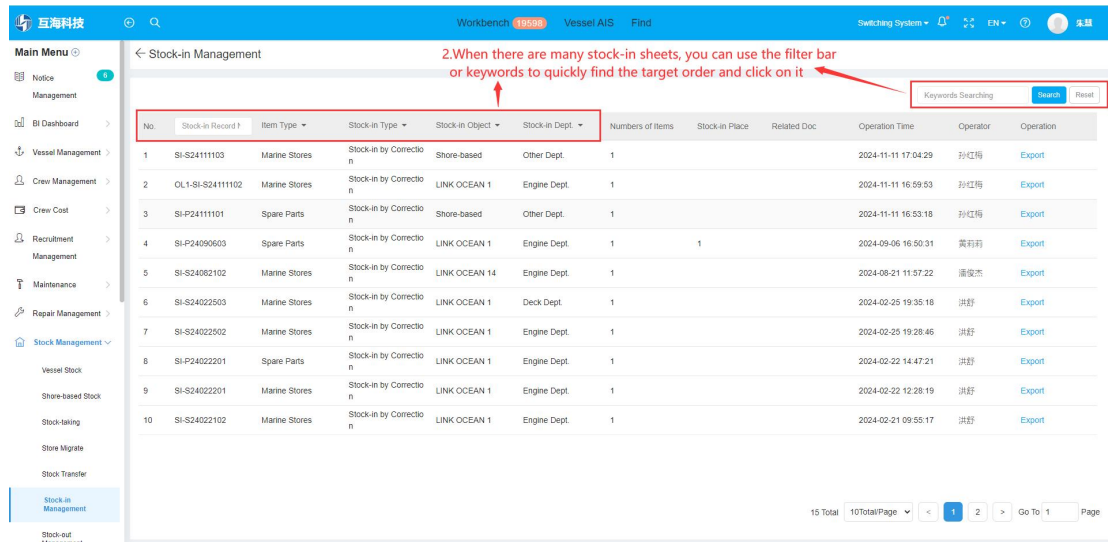 互海科技
Workbench 19598 Vessel AIS Find
Switching System EN 朱慧
Main Menu
← Stock-in Management
2.When there are many stock-in sheets, you can use the filter bar
or keywords to quickly find the target order and click on it
Notice
Management
6
BI Dashboard
Vessel Management
Crew Management
Crew Cost
Recruitment
Management
Maintenance
Repair Management
Stock Management
Vessel Stock
Shore-based Stock
Stock-taking
Store Migrate
Stock Transfer
Stock-in
Management
Stock-out
Keywords Searching Search Reset
No. Stock-in Record Item Type Stock-in Type Stock-in Object Stock-in Dept. Numbers of Items Stock-in Place Related Doc Operation Time Operator Operation
1 SI-S24111103 Marine Stores Stock-in by Correctio
n Shore-based Other Dept. 1 2024-11-11 17:04:29 孙红梅 Export
2 OL1-SI-S24111102 Marine Stores Stock-in by Correctio
n LINK OCEAN 1 Engine Dept. 1 2024-11-11 16:59:53 孙红梅 Export
3 SI-P24111101 Spare Parts Stock-in by Correctio
n Shore-based Other Dept. 1 2024-11-11 16:53:18 孙红梅 Export
4 SI-P24090603 Spare Parts Stock-in by Correctio
n LINK OCEAN 1 Engine Dept. 1 1 2024-09-06 16:50:31 黄莉莉 Export
5 SI-S24082102 Marine Stores Stock-in by Correctio
n LINK OCEAN 14 Engine Dept. 1 2024-08-21 11:57:22 潘俊杰 Export
6 SI-S24022503 Marine Stores Stock-in by Correctio
n LINK OCEAN 1 Deck Dept. 1 2024-02-25 19:35:18 洪舒 Export
7 SI-S24022502 Marine Stores Stock-in by Correctio
n LINK OCEAN 1 Engine Dept. 1 2024-02-25 19:28:46 洪舒 Export
8 SI-P24022201 Spare Parts Stock-in by Correctio
n LINK OCEAN 1 Engine Dept. 1 2024-02-22 14:47:21 洪舒 Export
9 SI-S24022201 Marine Stores Stock-in by Correctio
n LINK OCEAN 1 Engine Dept. 1 2024-02-22 12:28:19 洪舒 Export
10 SI-S24022102 Marine Stores Stock-in by Correctio
n LINK OCEAN 1 Engine Dept. 1 2024-02-21 09:55:17 洪舒 Export
15 Total 10Total/Page < 1 2 > Go To 1 Page